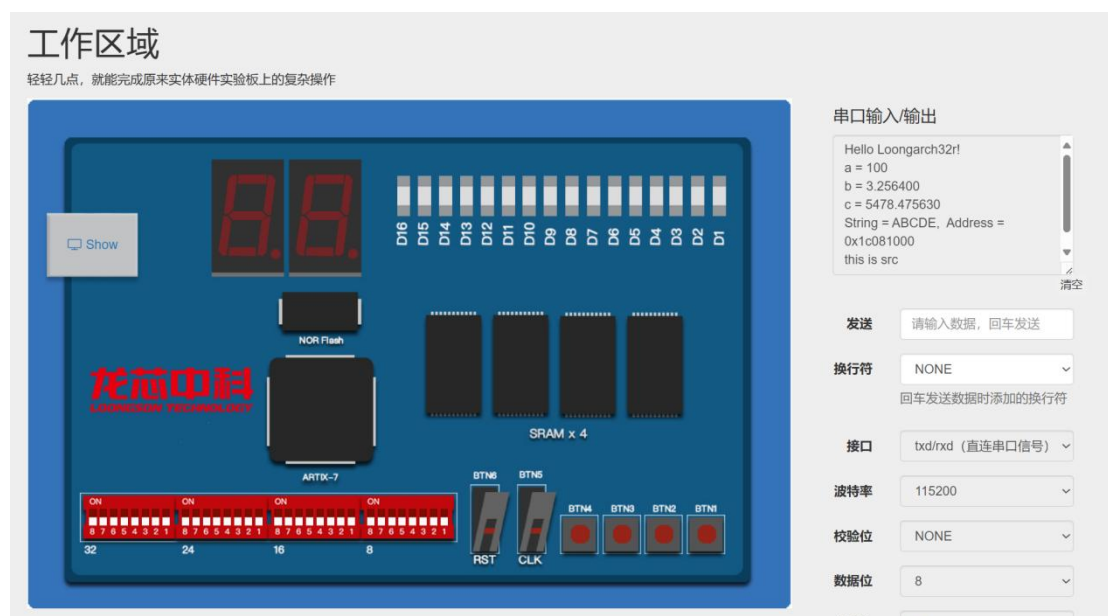 工作区域
轻轻几点，就能完成原来实体硬件实验板上的复杂操作
Show
D16 D15 D14 D13 D12 D11 D10 D9 D8 D7 D6 D5 D4 D3 D2 D1
NOR Flash
龙芯中科
LOONGSON TECHNOLOGY
ARTIX-7
SRAM x 4
BTN6 BTN5
BTN4 BTN3 BTN2 BTN1
RST CLK
ON ON ON ON
8 7 6 5 4 3 2 1 8 7 6 5 4 3 2 1 8 7 6 5 4 3 2 1 8 7 6 5 4 3 2 1
32 24 16 8
串口输入/输出
Hello Loongarch32r!
a = 100
b = 3.256400
c = 5478.475630
String = ABCDE, Address =
0x1c081000
this is src
清空
发送 请输入数据，回车发送
换行符 NONE
回车发送数据时添加的换行符
接口 txd/rxd（直连串口信号）
波特率 115200
校验位 NONE
数据位 8